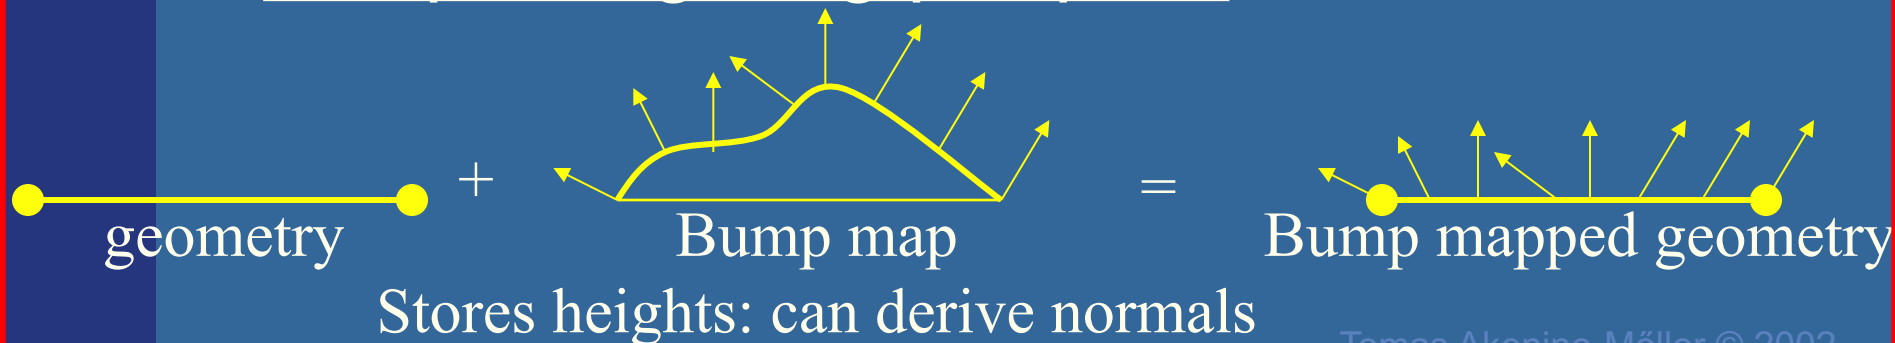 +
=
geometry
Bump map
Bump mapped geometry
Stores heights: can derive normals